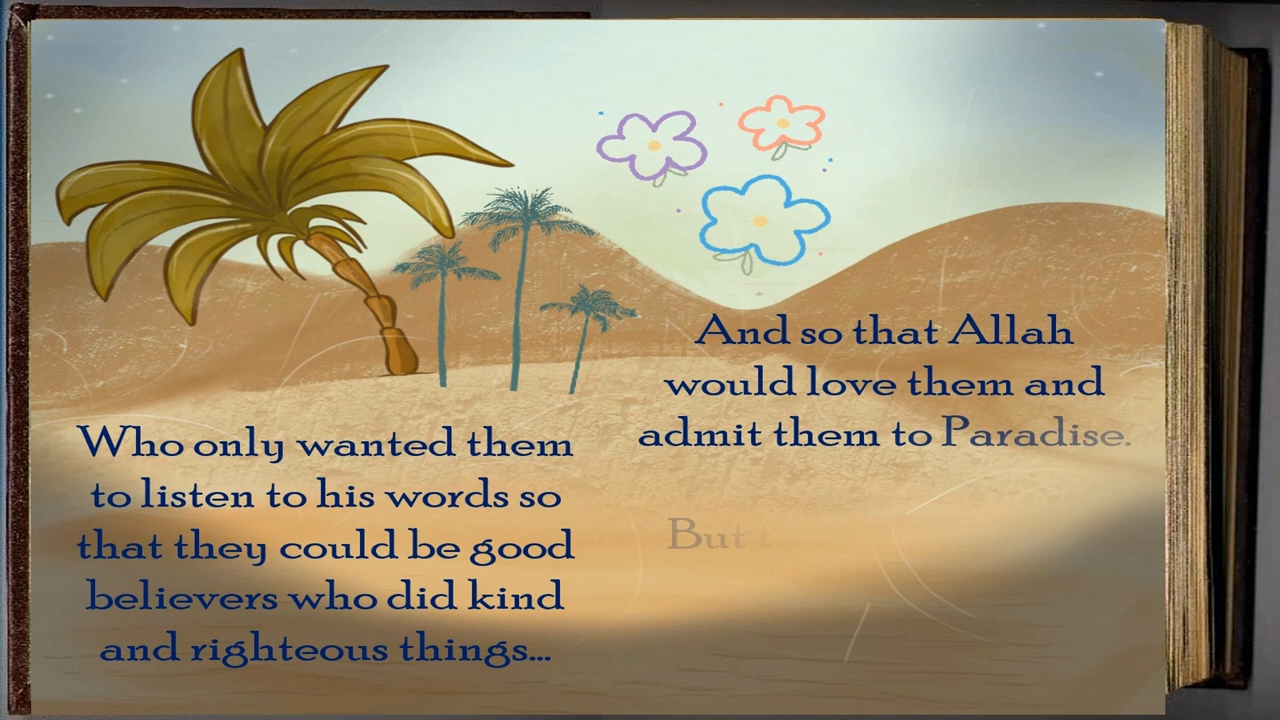 Who only wanted them
to listen to his words so
that they could be good
believers who did kind
and righteous things...
And so that Allah
would love them and
admit them to Paradise.
But t